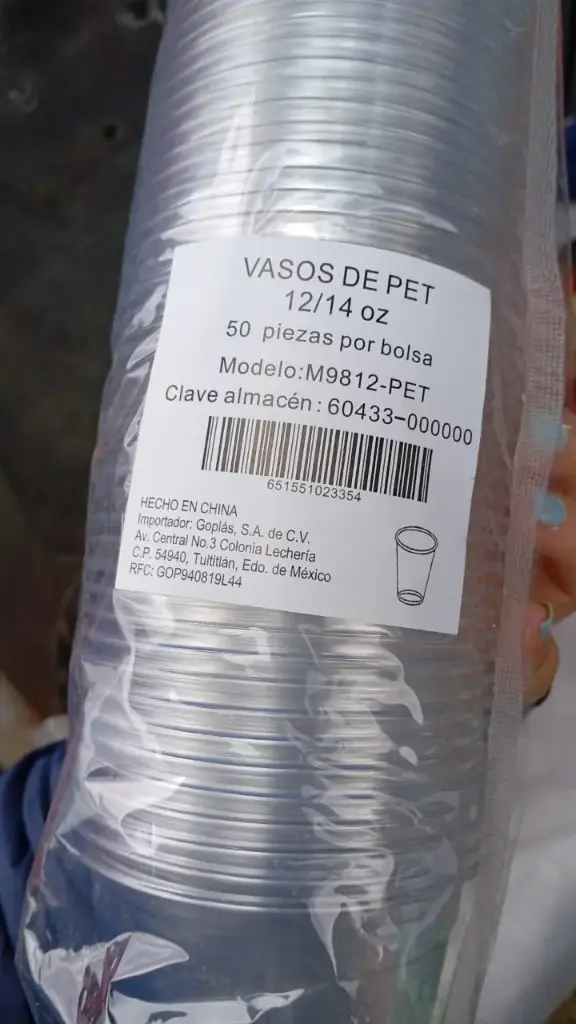 VASOS DE PET
12/14 oz
50 piezas por bolsa
Modelo:M9812-PET
Clave almacén : 60433-000000
651551023354
HECHO EN CHINA
Importador: Goplás, S.A. de C.V.
Av. Central No.3 Colonia Lechería
C.P. 54940, Tultitlán, Edo. de México
RFC: GOP940819L44